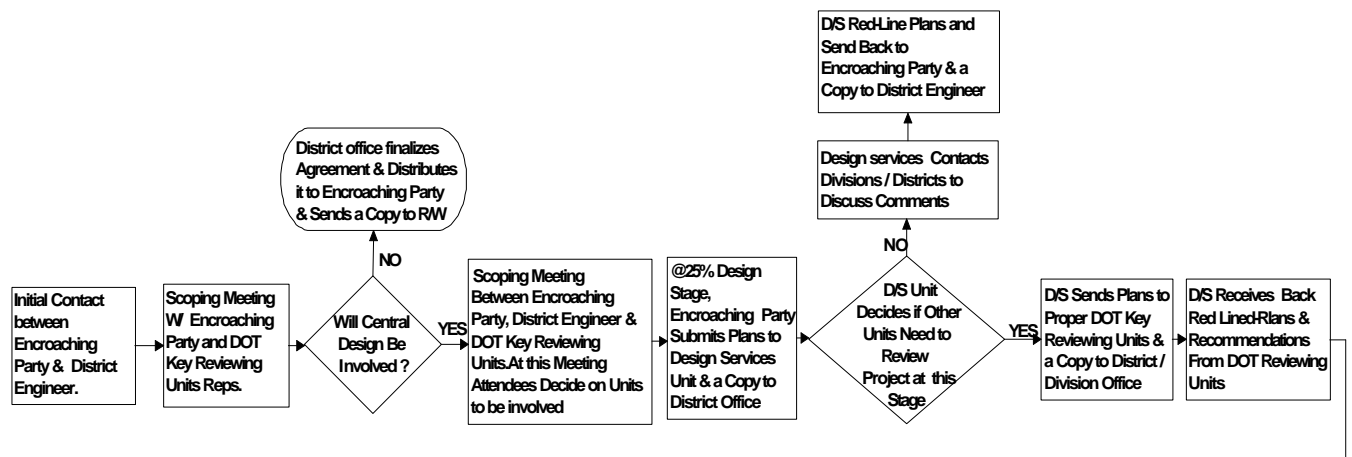 Initial Contact
between
Encroaching
Party & District
Engineer.
Scoping Meeting
W/ Encroaching
Party and DOT
Key Reviewing
Units Reps.
Will Central
Design Be
Involved ?
NO
District office finalizes
Agreement & Distributes
it to Encroaching Party
& Sends a Copy to R/W
YES
Scoping Meeting
Between Encroaching
Party, District Engineer &
DOT Key Reviewing
Units.At this Meeting
Attendees Decide on Units
to be involved
@25% Design
Stage,
Encroaching Party
Submits Plans to
Design Services
Unit & a Copy to
District Office
D/S Unit
Decides if Other
Units Need to
Review
Project at this
Stage
NO
Design services Contacts
Divisions / Districts to
Discuss Comments
D/S Red-Line Plans and
Send Back to
Encroaching Party & a
Copy to District Engineer
YES
D/S Sends Plans to
Proper DOT Key
Reviewing Units &
a Copy to District /
Division Office
D/S Receives Back
Red Lined-Rlans &
Recommendations
From DOT Reviewing
Units